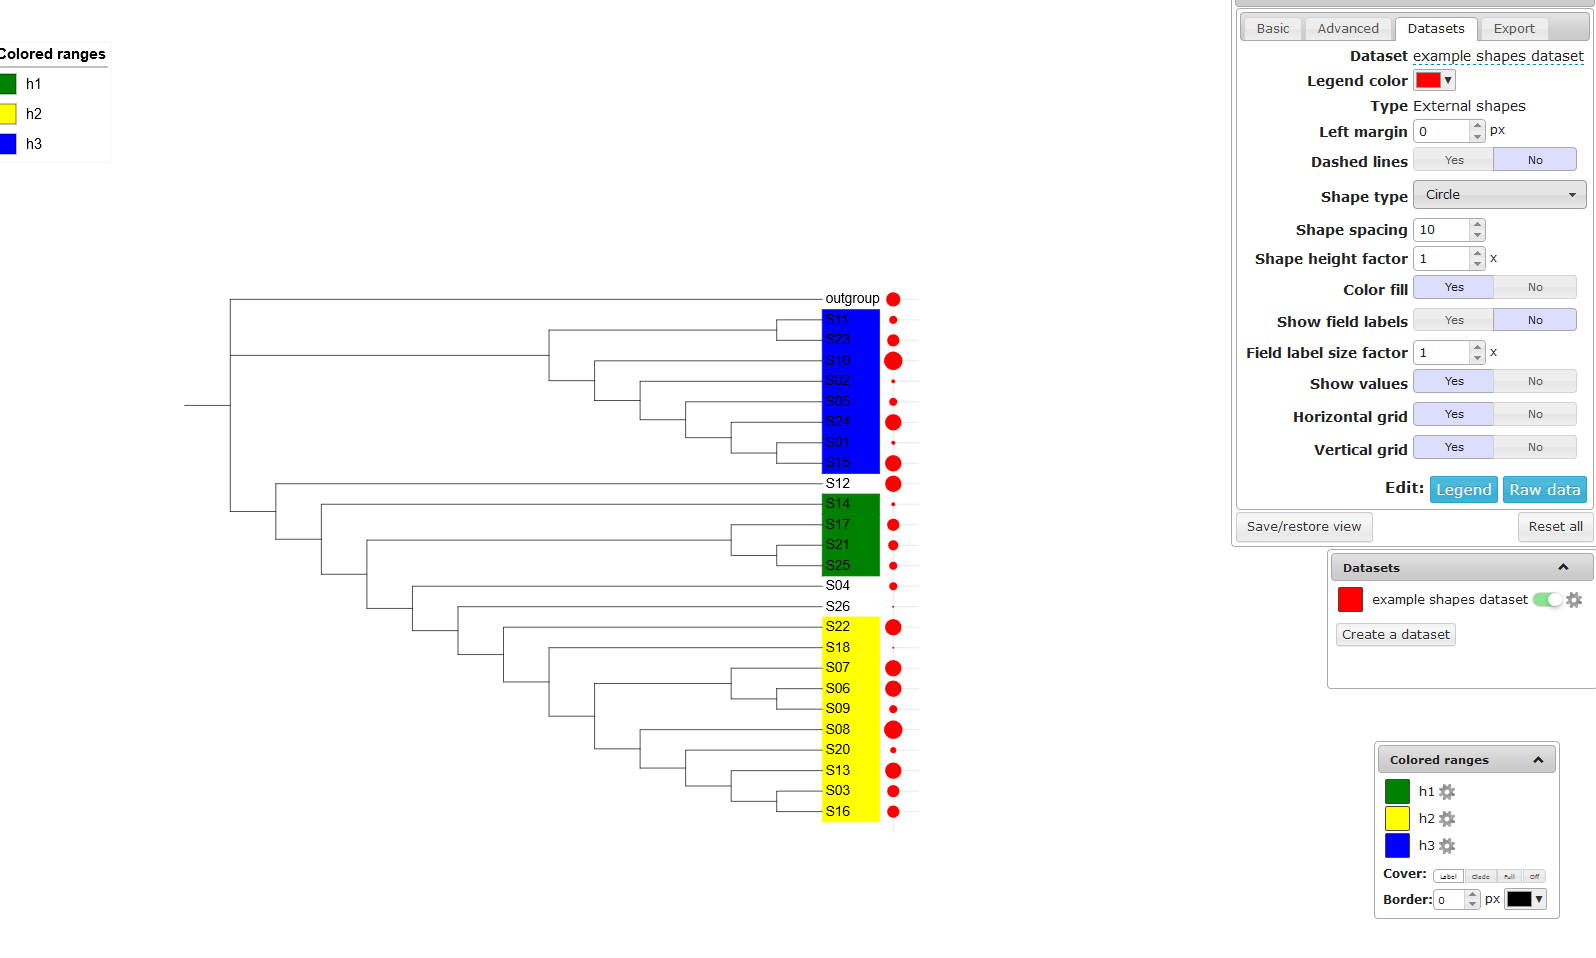 Colored ranges
h1
h2
h3
outgroup
S11
S23
S10
S02
S05
S24
S01
S15
S12
S14
S17
S21
S25
S04
S26
S22
S18
S07
S06
S09
S08
S20
S13
S03
S16
Basic Advanced Datasets Export
Dataset example shapes dataset
Legend color
Type External shapes
Left margin 0 px
Dashed lines Yes No
Shape type Circle
Shape spacing 10
Shape height factor 1 x
Color fill Yes No
Show field labels Yes No
Field label size factor 1 x
Show values Yes No
Horizontal grid Yes No
Vertical grid Yes No
Edit: Legend Raw data
Save/restore view Reset all
Datasets
example shapes dataset
Create a dataset
Colored ranges
h1
h2
h3
Cover: Label Clade Full Off
Border: 0 px